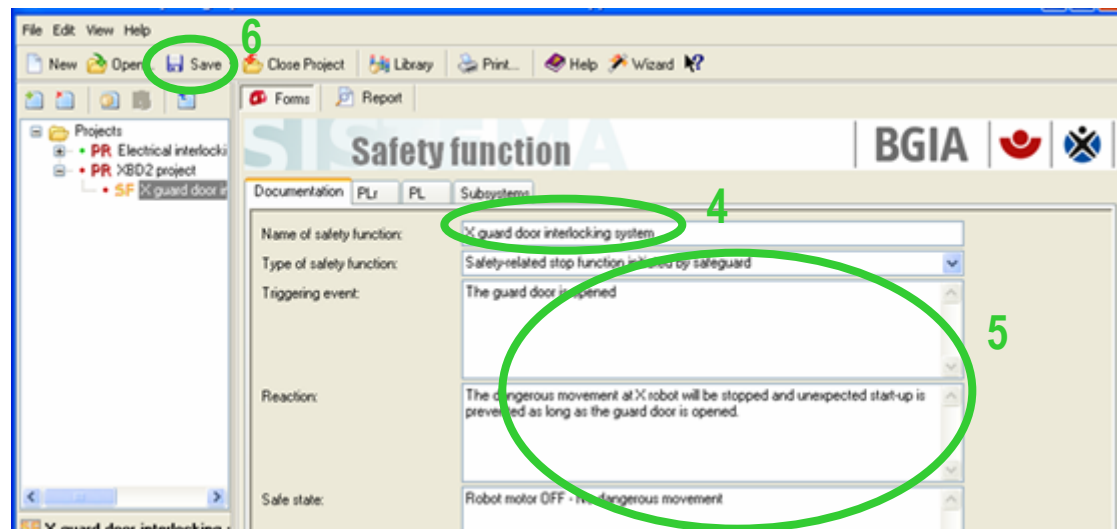 File Edit View Help
6
New Open... Save Close Project Library Print... Help Wizard
Forms Report
Projects
PR Electrical interlocki
PR XBD2 project
SF X guard door in
SISTEMA
Safety function
BGIA
Documentation PLr PL Subsystems
4
Name of safety function: X guard door interlocking system
Type of safety function: Safety-related stop function initiated by safeguard
Triggering event: The guard door is opened
5
Reaction: The dangerous movement at X robot will be stopped and unexpected start-up is
prevented as long as the guard door is opened.
Safe state: Robot motor OFF - No dangerous movement
SF X guard door interlocking